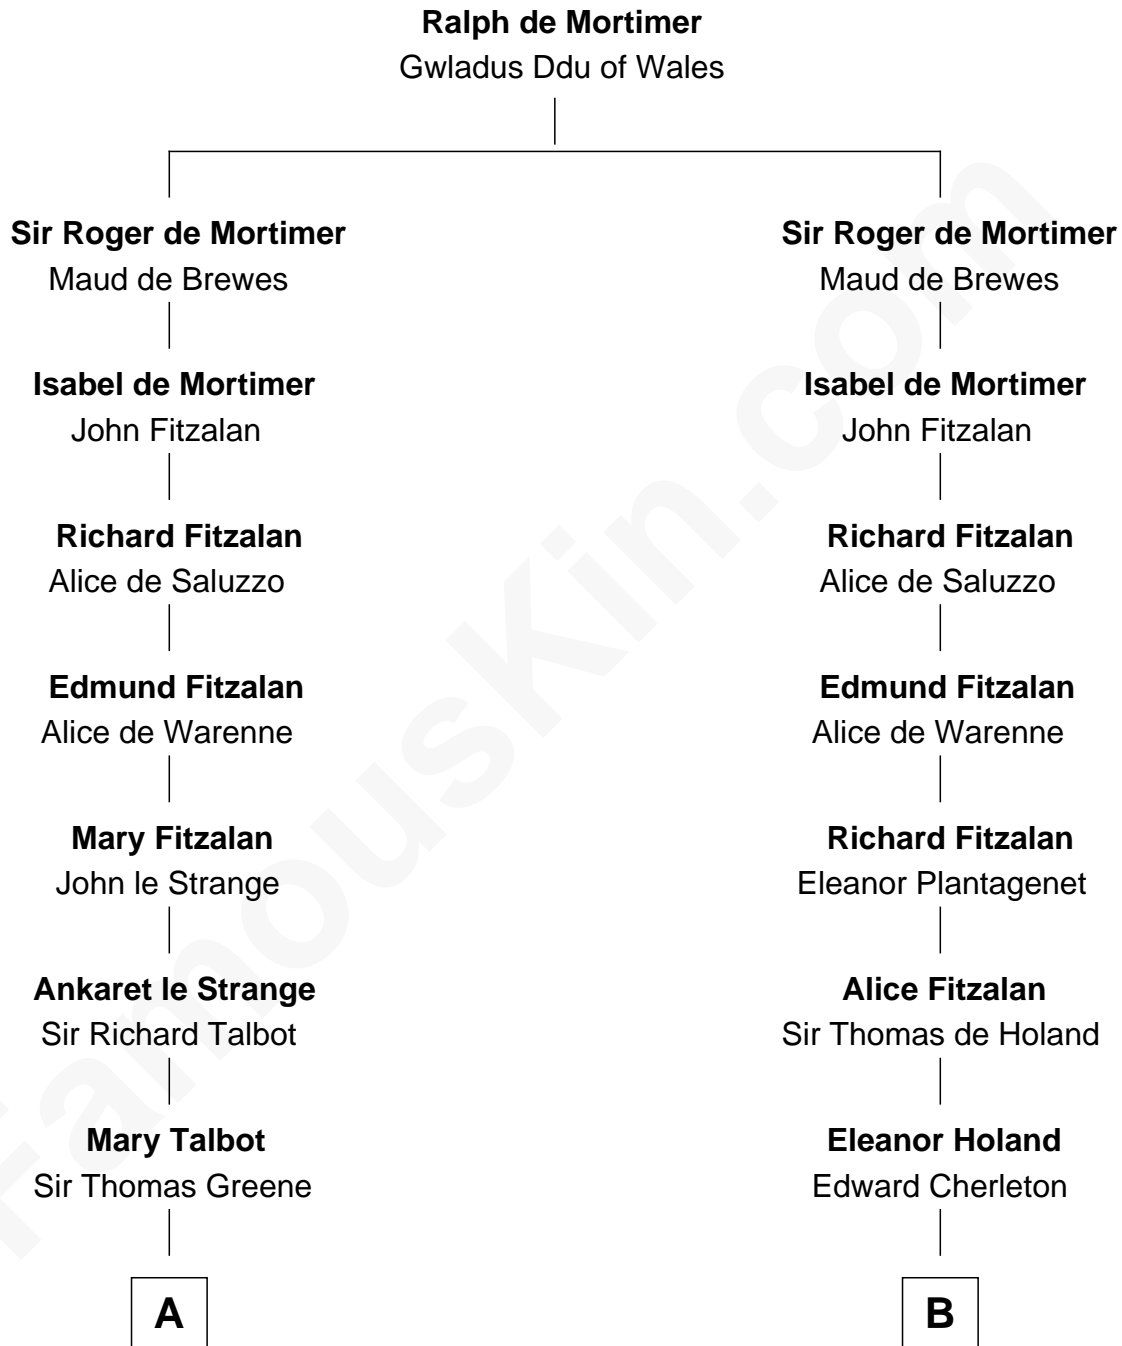 Ralph de Mortimer
Gwladus Ddu of Wales
Sir Roger de Mortimer
Maud de Brewes
Isabel de Mortimer
John Fitzalan
Richard Fitzalan
Alice de Saluzzo
Edmund Fitzalan
Alice de Warenne
Mary Fitzalan
John le Strange
Ankaret le Strange
Sir Richard Talbot
Mary Talbot
Sir Thomas Greene
A
Sir Roger de Mortimer
Maud de Brewes
Isabel de Mortimer
John Fitzalan
Richard Fitzalan
Alice de Saluzzo
Edmund Fitzalan
Alice de Warenne
Richard Fitzalan
Eleanor Plantagenet
Alice Fitzalan
Sir Thomas de Holand
Eleanor Holand
Edward Cherleton
B
FamousKin.com